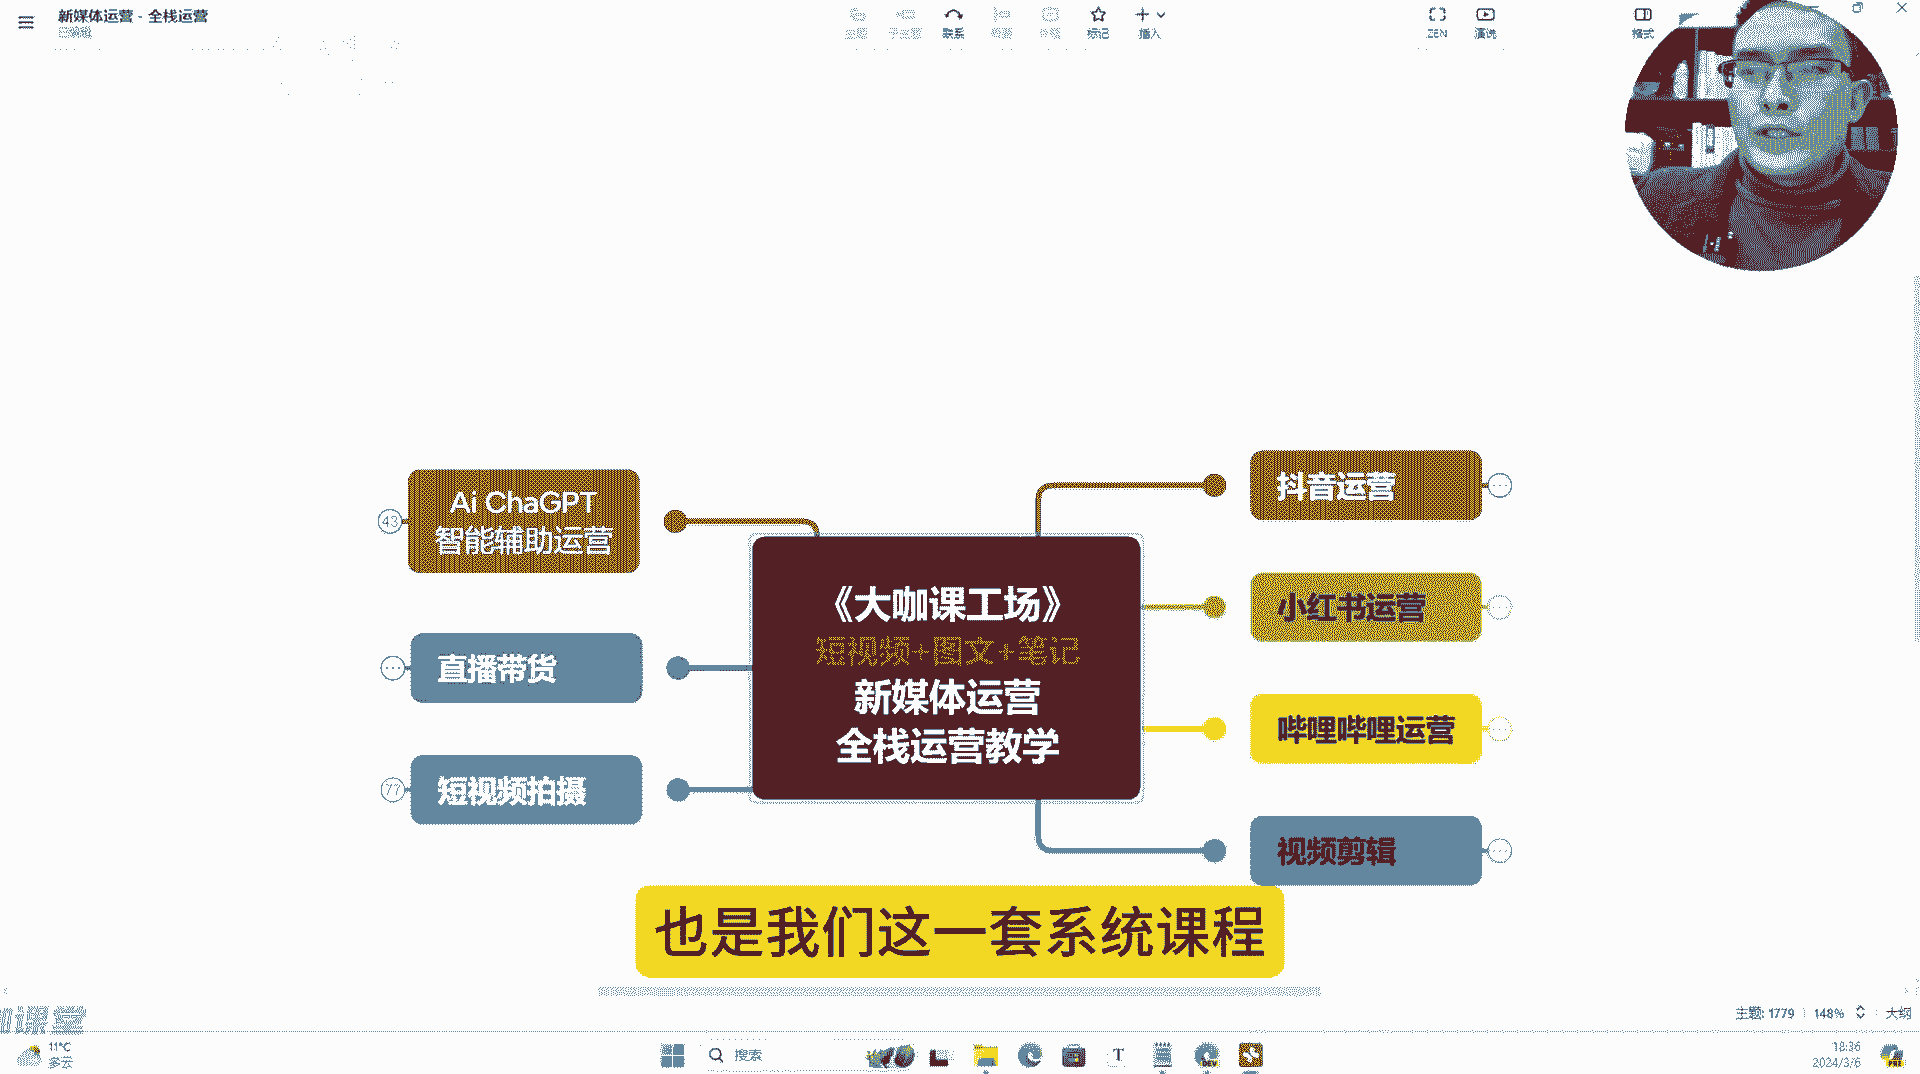 新媒体运营 - 全栈运营
已编辑
主题
子主题
联系
概要
外框
标记
插入
ZEN
演说
格式
43
Ai ChaGPT
智能辅助运营
直播带货
77
短视频拍摄
《大咖课工场》
短视频+图文+笔记
新媒体运营
全栈运营教学
抖音运营
小红书运营
哔哩哔哩运营
视频剪辑
也是我们这一套系统课程
课堂
主题: 1779
148%
大纲
11°C
多云
搜索
T
DEV
18:36
2024/3/6
PRE